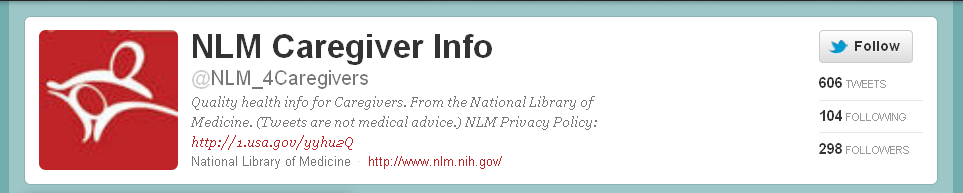 NLM Caregiver Info
@NLM_4Caregivers
Quality health info for Caregivers. From the National Library of
Medicine. (Tweets are not medical advice.) NLM Privacy Policy:
http://1.usa.gov/yyhu2Q
National Library of Medicine · http://www.nlm.nih.gov/
Follow
606 TWEETS
104 FOLLOWING
298 FOLLOWERS